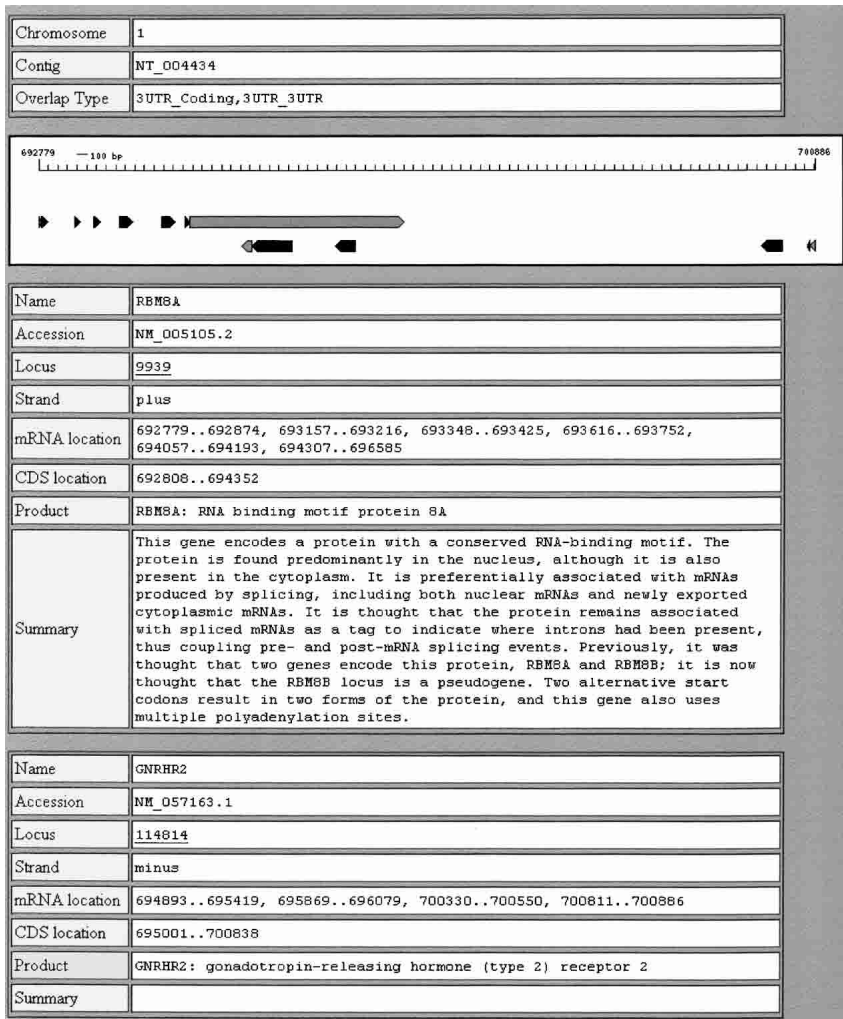 Chromosome 1
Contig NT_004434
Overlap Type 3UTR_Coding,3UTR_3UTR
692779 100 bp 700886
Name RBM8A
Accession NM_005105.2
Locus 9939
Strand plus
mRNA location 692779..692874, 693157..693216, 693348..693425, 693616..693752,
694057..694193, 694307..696585
CDS location 692808..694352
Product RBM8A: RNA binding motif protein 8A
Summary This gene encodes a protein with a conserved RNA-binding motif. The
protein is found predominantly in the nucleus, although it is also
present in the cytoplasm. It is preferentially associated with mRNAs
produced by splicing, including both nuclear mRNAs and newly exported
cytoplasmic mRNAs. It is thought that the protein remains associated
with spliced mRNAs as a tag to indicate where introns had been present,
thus coupling pre- and post-mRNA splicing events. Previously, it was
thought that two genes encode this protein, RBM8A and RBM8B; it is now
thought that the RBM8B locus is a pseudogene. Two alternative start
codons result in two forms of the protein, and this gene also uses
multiple polyadenylation sites.
Name GNRHR2
Accession NM_057163.1
Locus 114814
Strand minus
mRNA location 694893..695419, 695869..696079, 700330..700550, 700811..700886
CDS location 695001..700838
Product GNRHR2: gonadotropin-releasing hormone (type 2) receptor 2
Summary